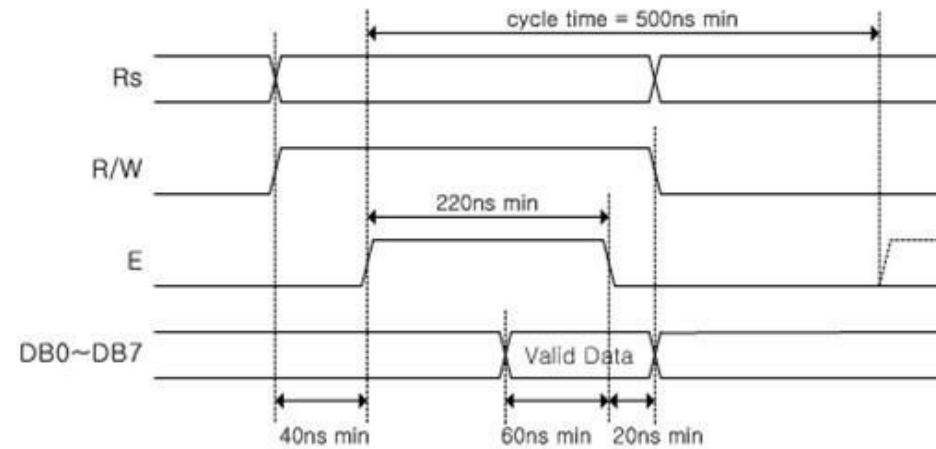 cycle time = 500ns min
Rs
R/W
220ns min
E
DB0~DB7
Valid Data
40ns min
60ns min
20ns min